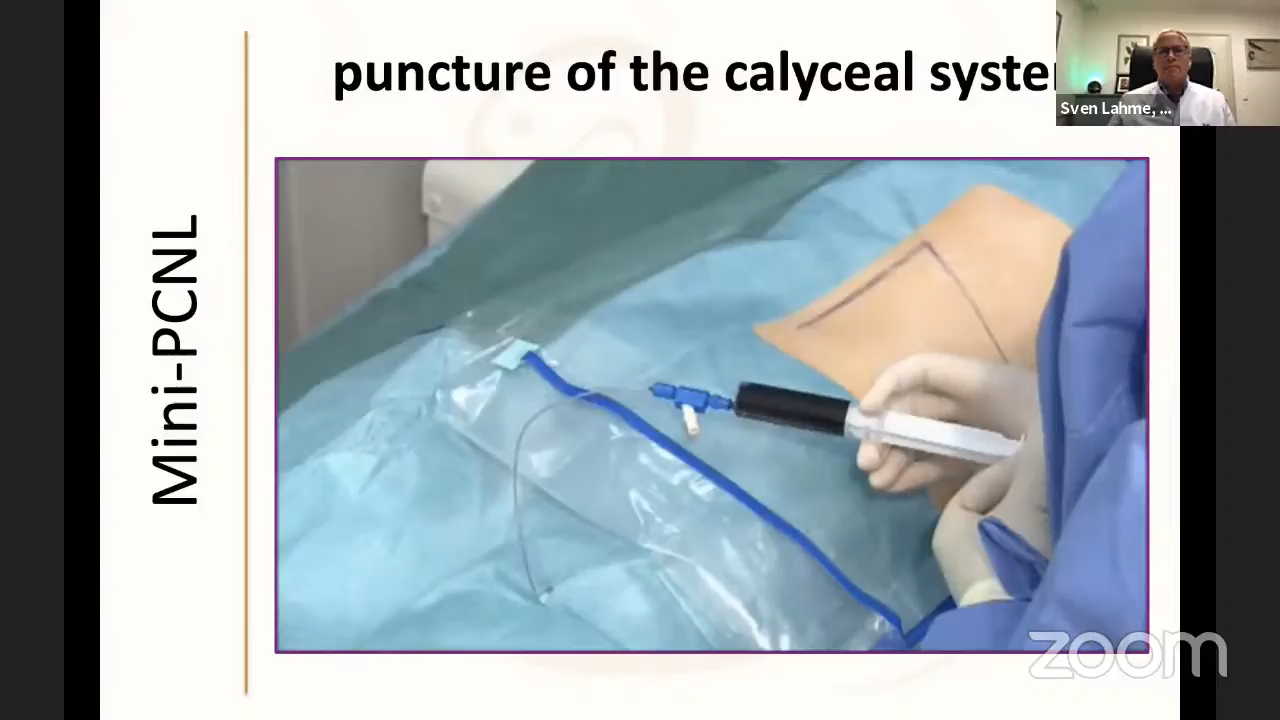 puncture of the calyceal syste
Sven Lahme, ...
Mini-PCNL
zoom